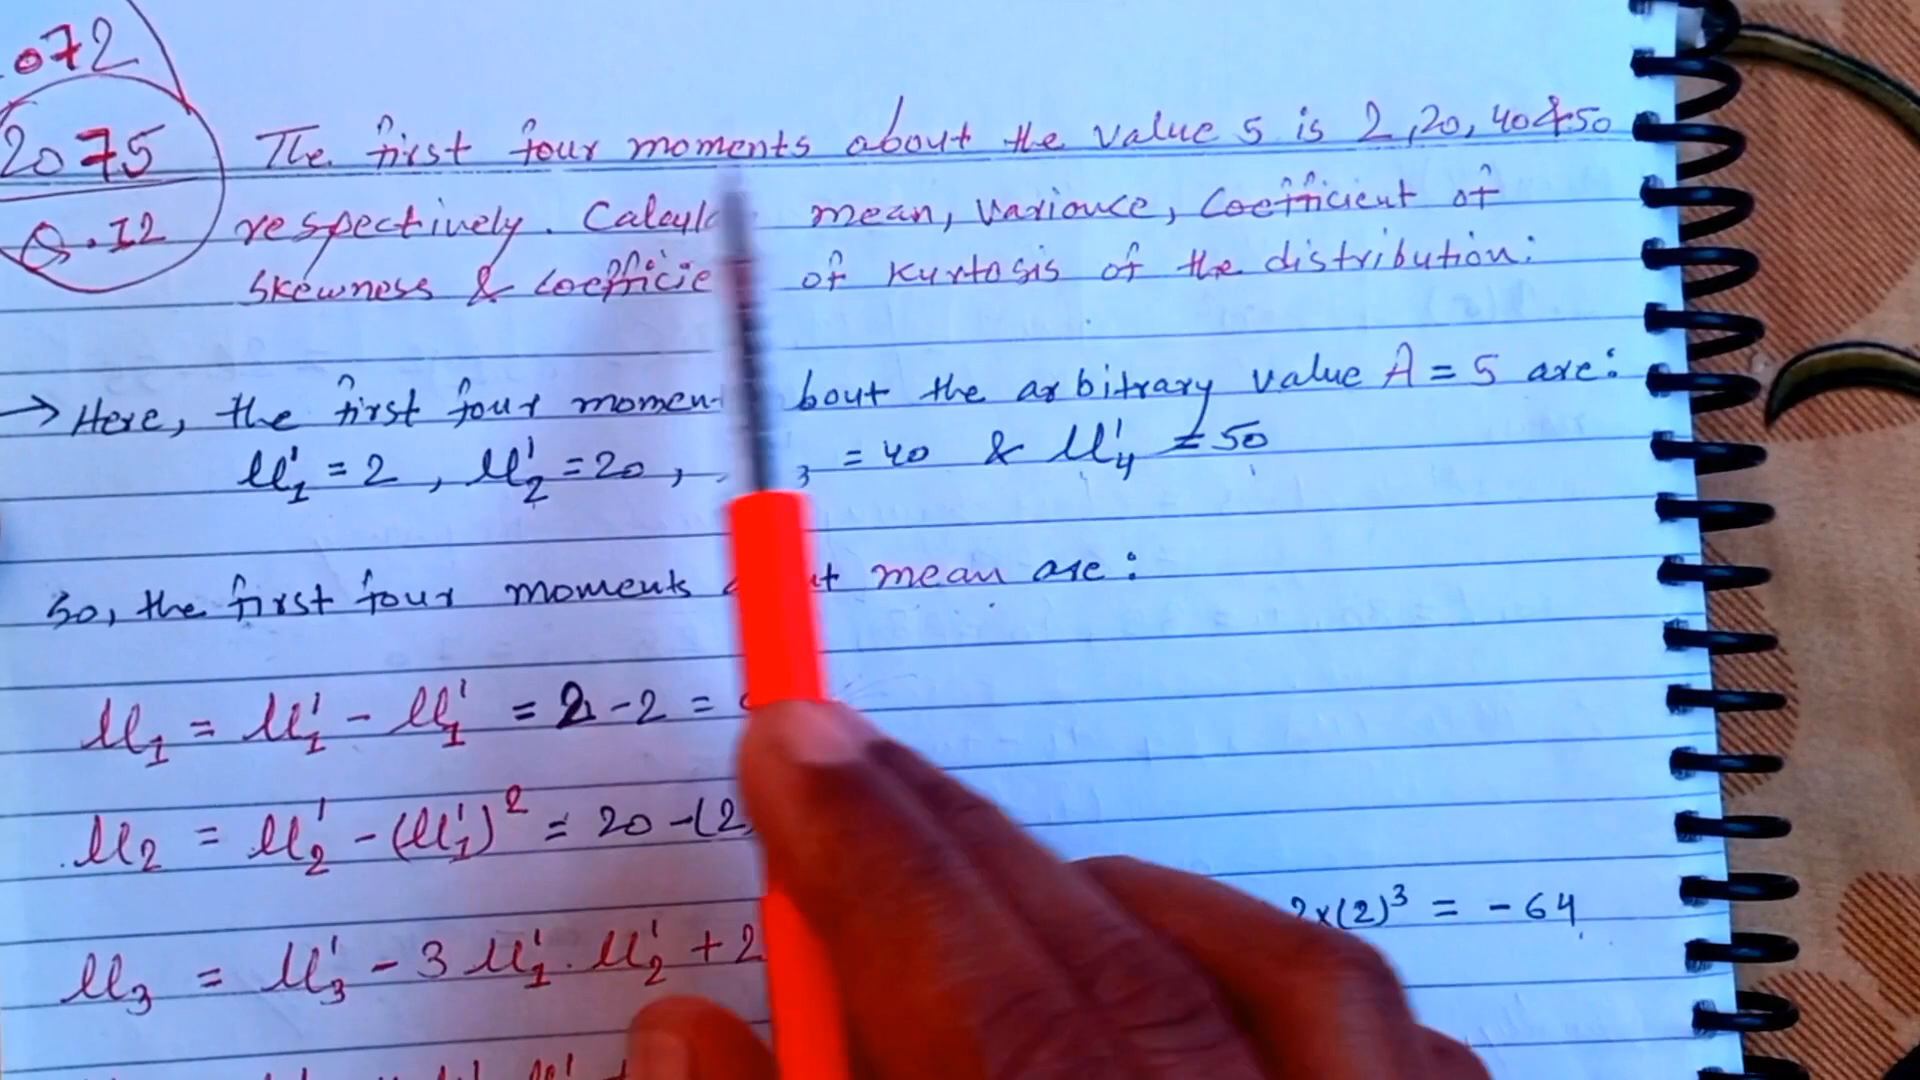 072
2075
Q.12
The first four moments about the value 5 is 2, 20, 40 & 50
respectively. mean, variance, Coefficient of
skewness & of Kurtosis of the distribution:
→ Here, the first four the arbitrary value A = 5 are:
μ'₁ = 2, μ'₂ = 20, ₃ = 40 & μ'₄ = 50
So, the first four moments mean are:
μ₁ = μ'₁ - μ'₁ = 2 - 2 =
μ₂ = μ'₂ - (μ'₁)² = 20 - (2
μ₃ = μ'₃ - 3 μ'₁ . μ'₂ + 2
2x(2)³ = - 64